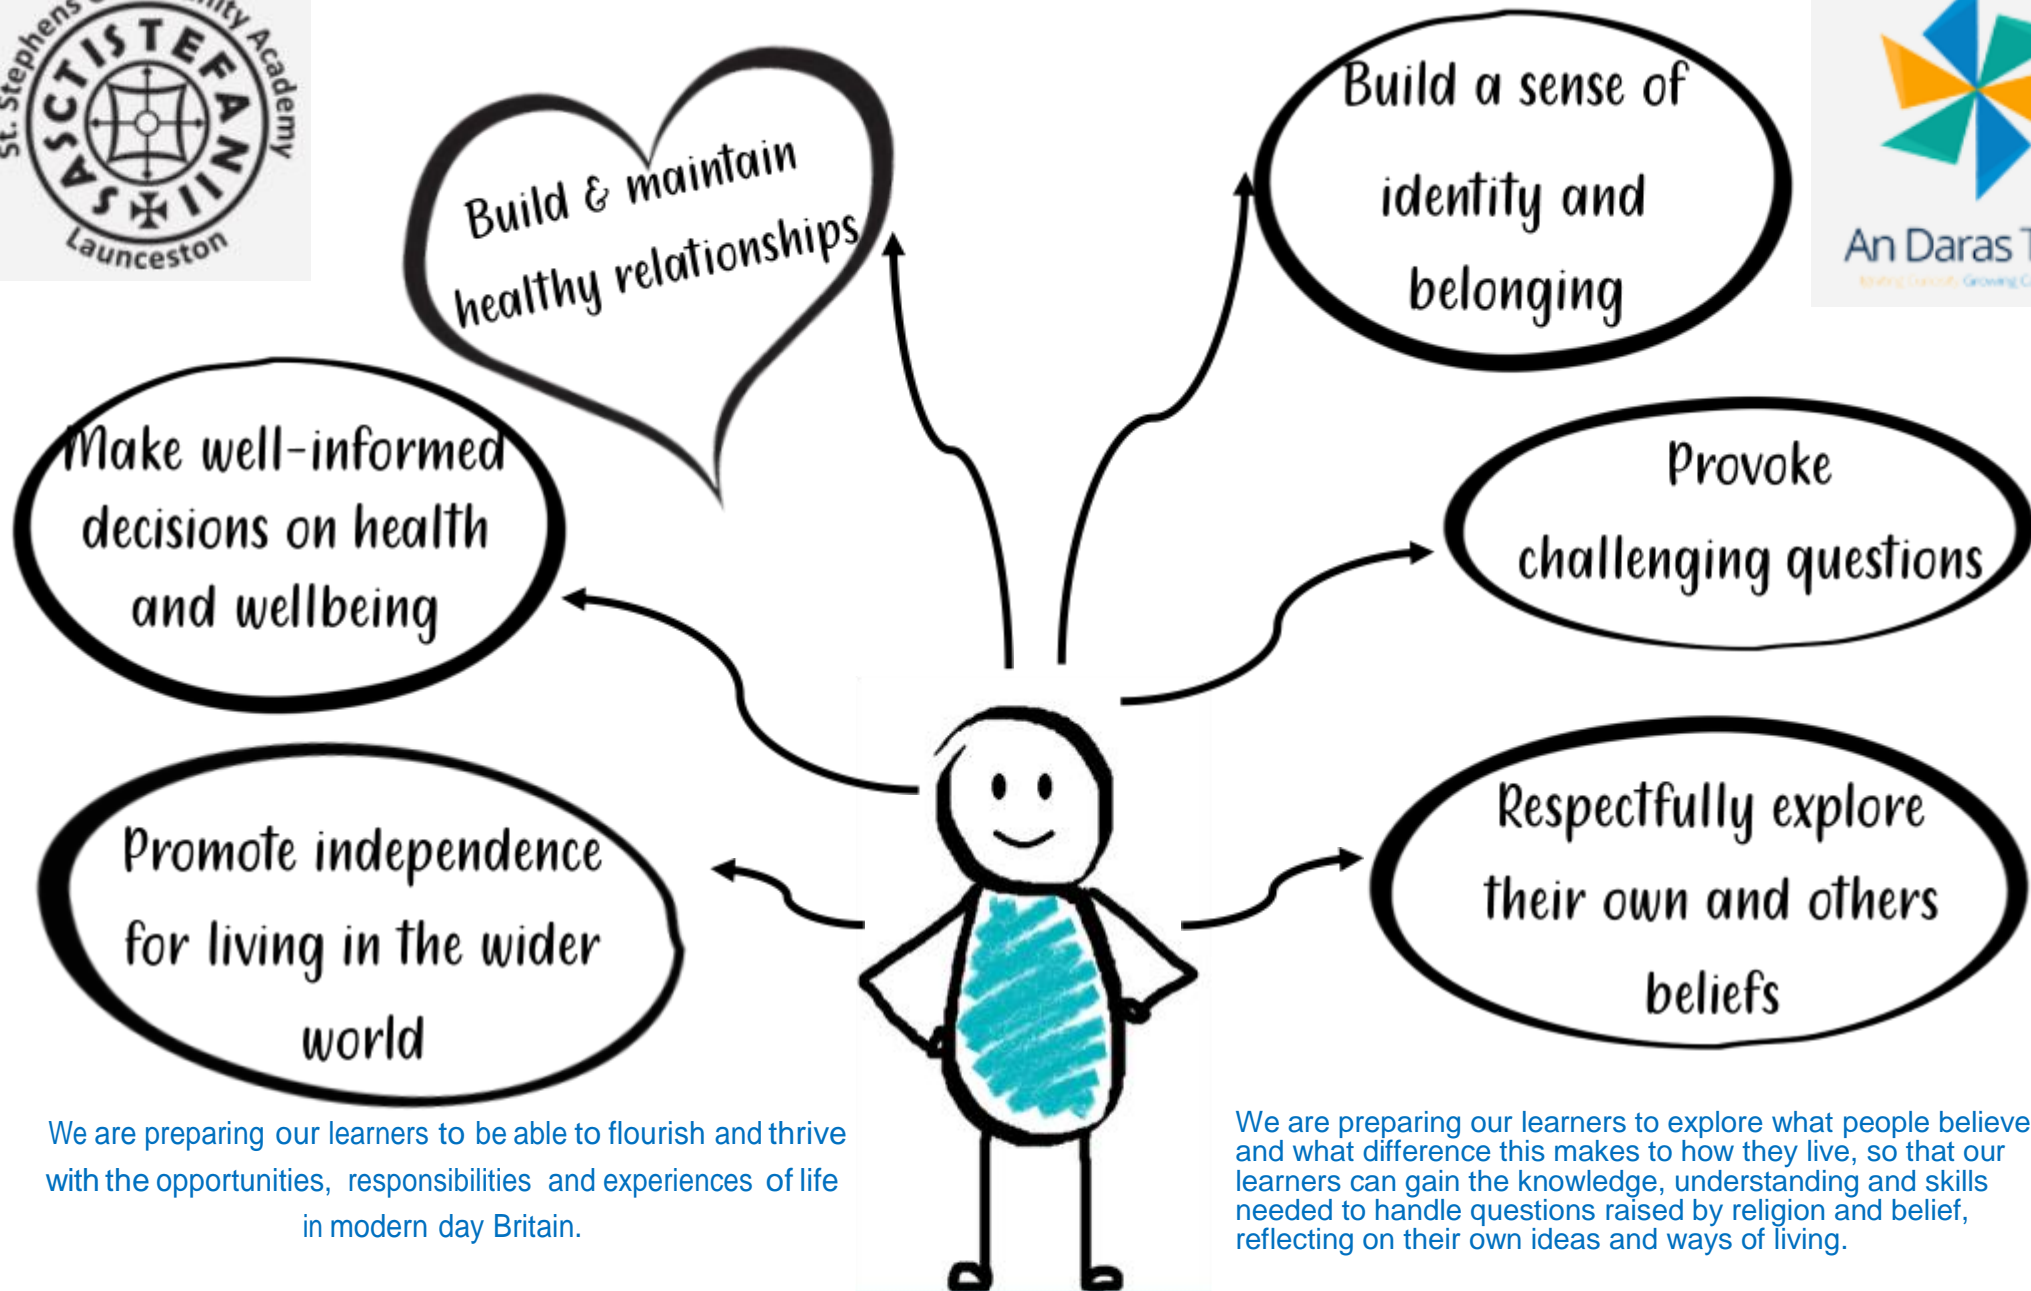 St. Stephens Community Academy
SASCTISTEFANII
Launceston
Build & maintain
healthy relationships
Build a sense of
identity and
belonging
An Daras
Make well-informed
decisions on health
and wellbeing
Provoke
challenging questions
Promote independence
for living in the wider
world
Respectfully explore
their own and others
beliefs
We are preparing our learners to be able to flourish and thrive
with the opportunities, responsibilities and experiences of life
in modern day Britain.
We are preparing our learners to explore what people believe
and what difference this makes to how they live, so that our
learners can gain the knowledge, understanding and skills
needed to handle questions raised by religion and belief,
reflecting on their own ideas and ways of living.